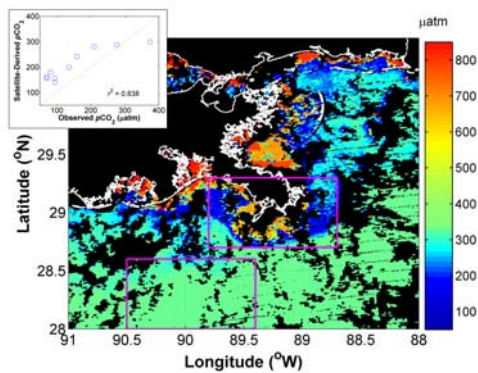 µatm
400
300
200
100
Satellite-Derived pCO2
r² = 0.838
100 200 300 400
Observed pCO2 (µatm)
800
700
600
500
400
300
200
100
Latitude (°N)
29.5
29
28.5
28
91 90.5 90 89.5 89 88.5 88
Longitude (°W)